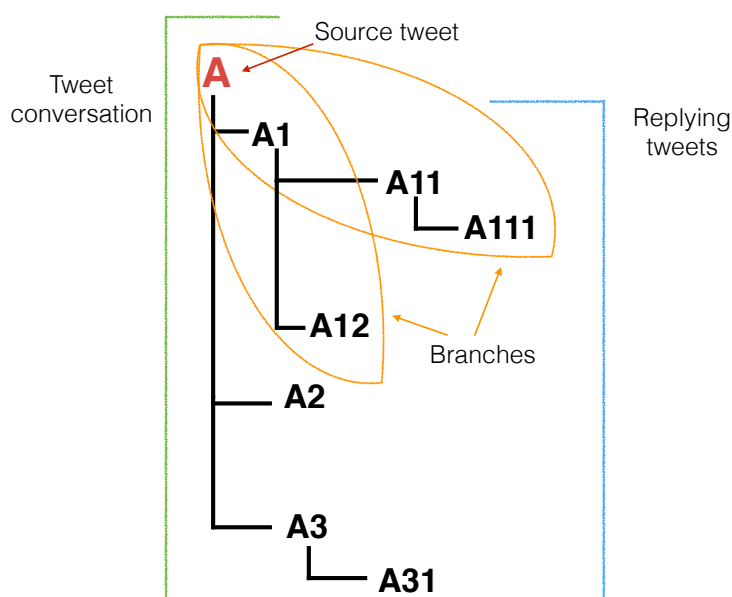 Source tweet
A
Tweet
conversation
Replying
tweets
A1
A11
A111
A12
Branches
A2
A3
A31